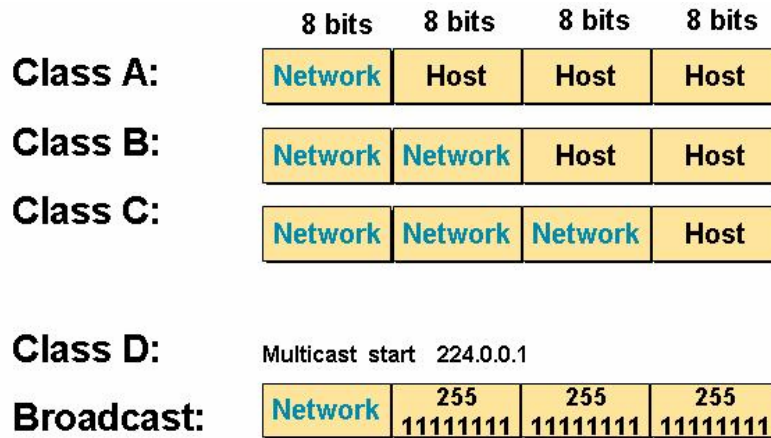 8 bits 8 bits 8 bits 8 bits
Class A: Network Host Host Host
Class B: Network Network Host Host
Class C: Network Network Network Host
Class D: Multicast start 224.0.0.1
Broadcast: Network 255 255 255
11111111 11111111 11111111